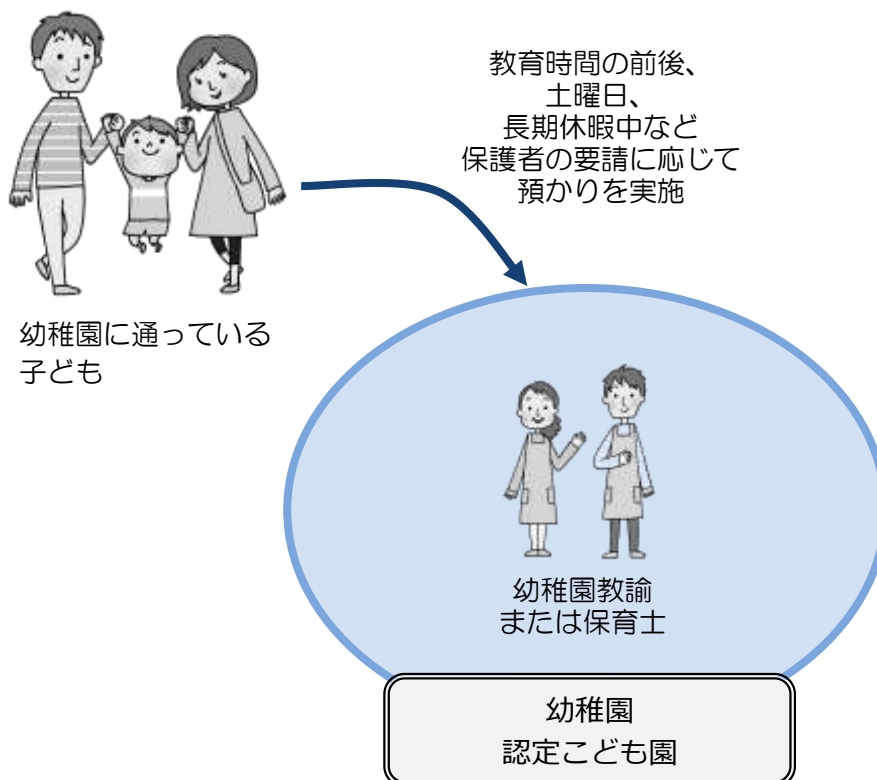 教育時間の前後、
土曜日、
長期休暇中など
保護者の要請に応じて
預かりを実施
幼稚園に通っている
子ども
幼稚園教諭
または保育士
幼稚園
認定こども園